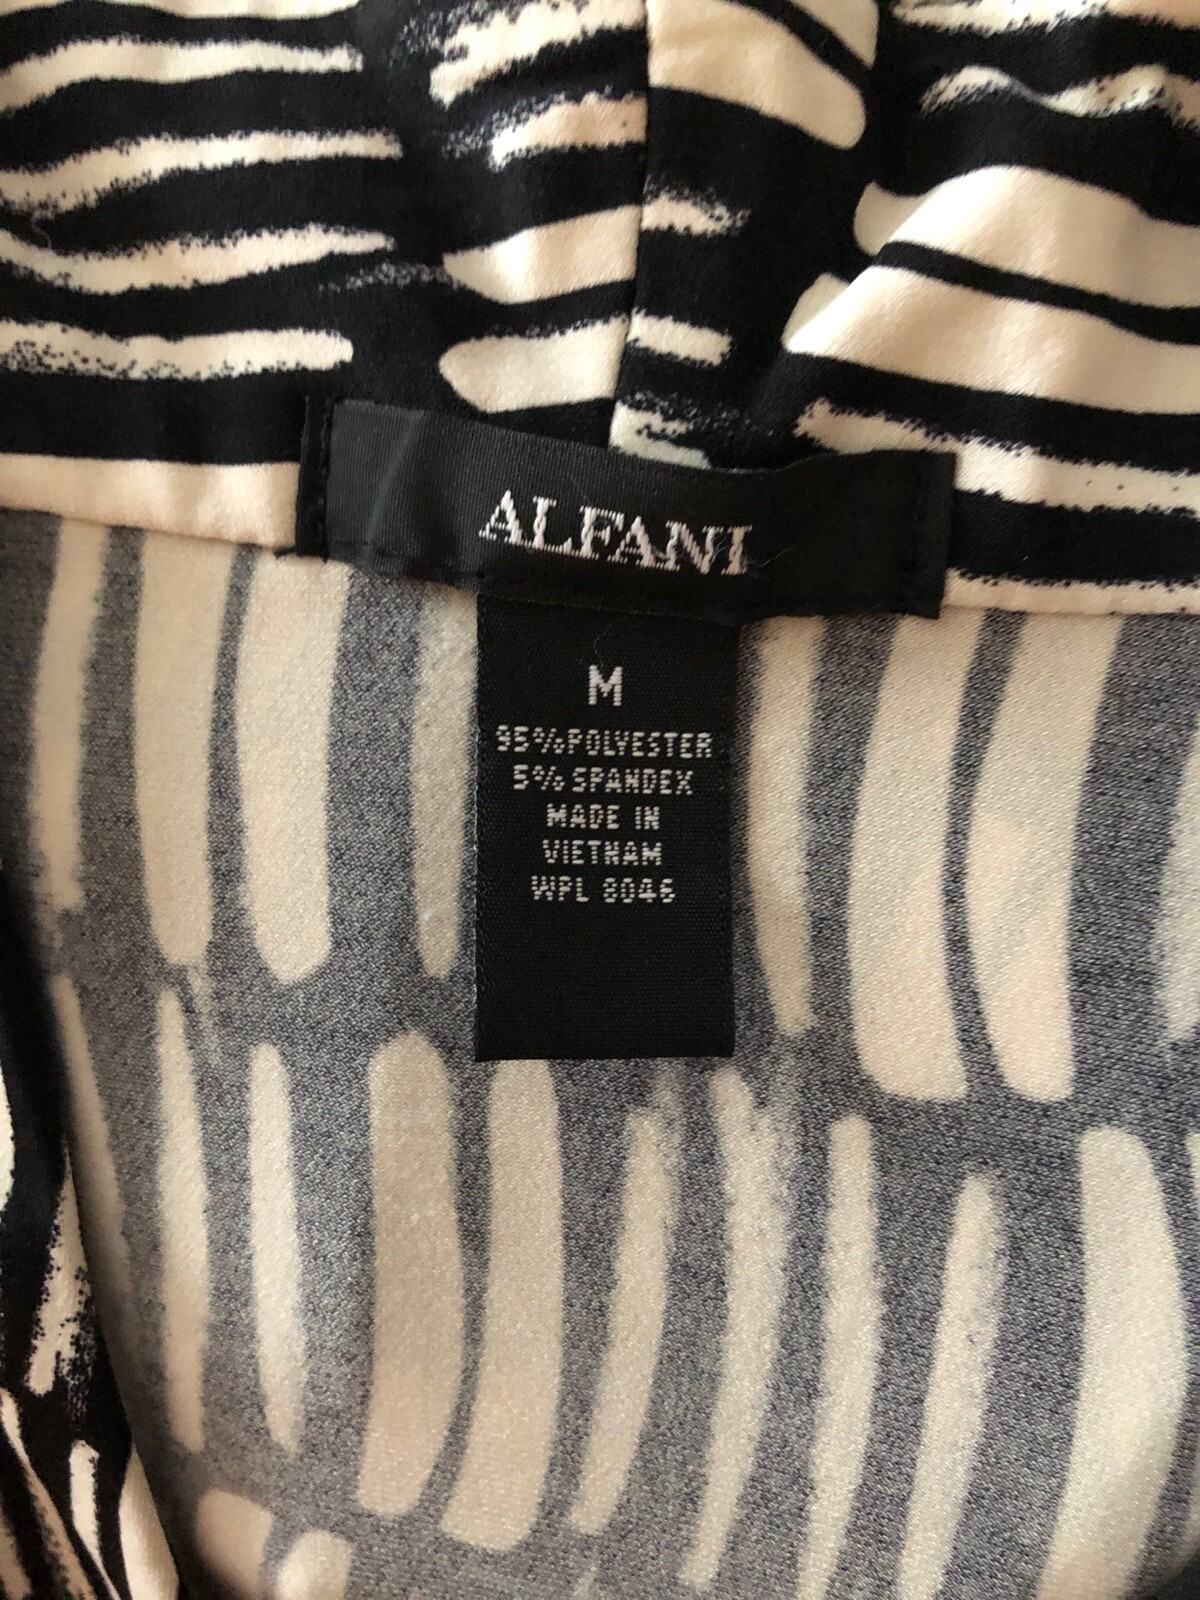 ALFANI
M
95% POLYESTER
5% SPANDEX
MADE IN
VIETNAM
WPL 8046